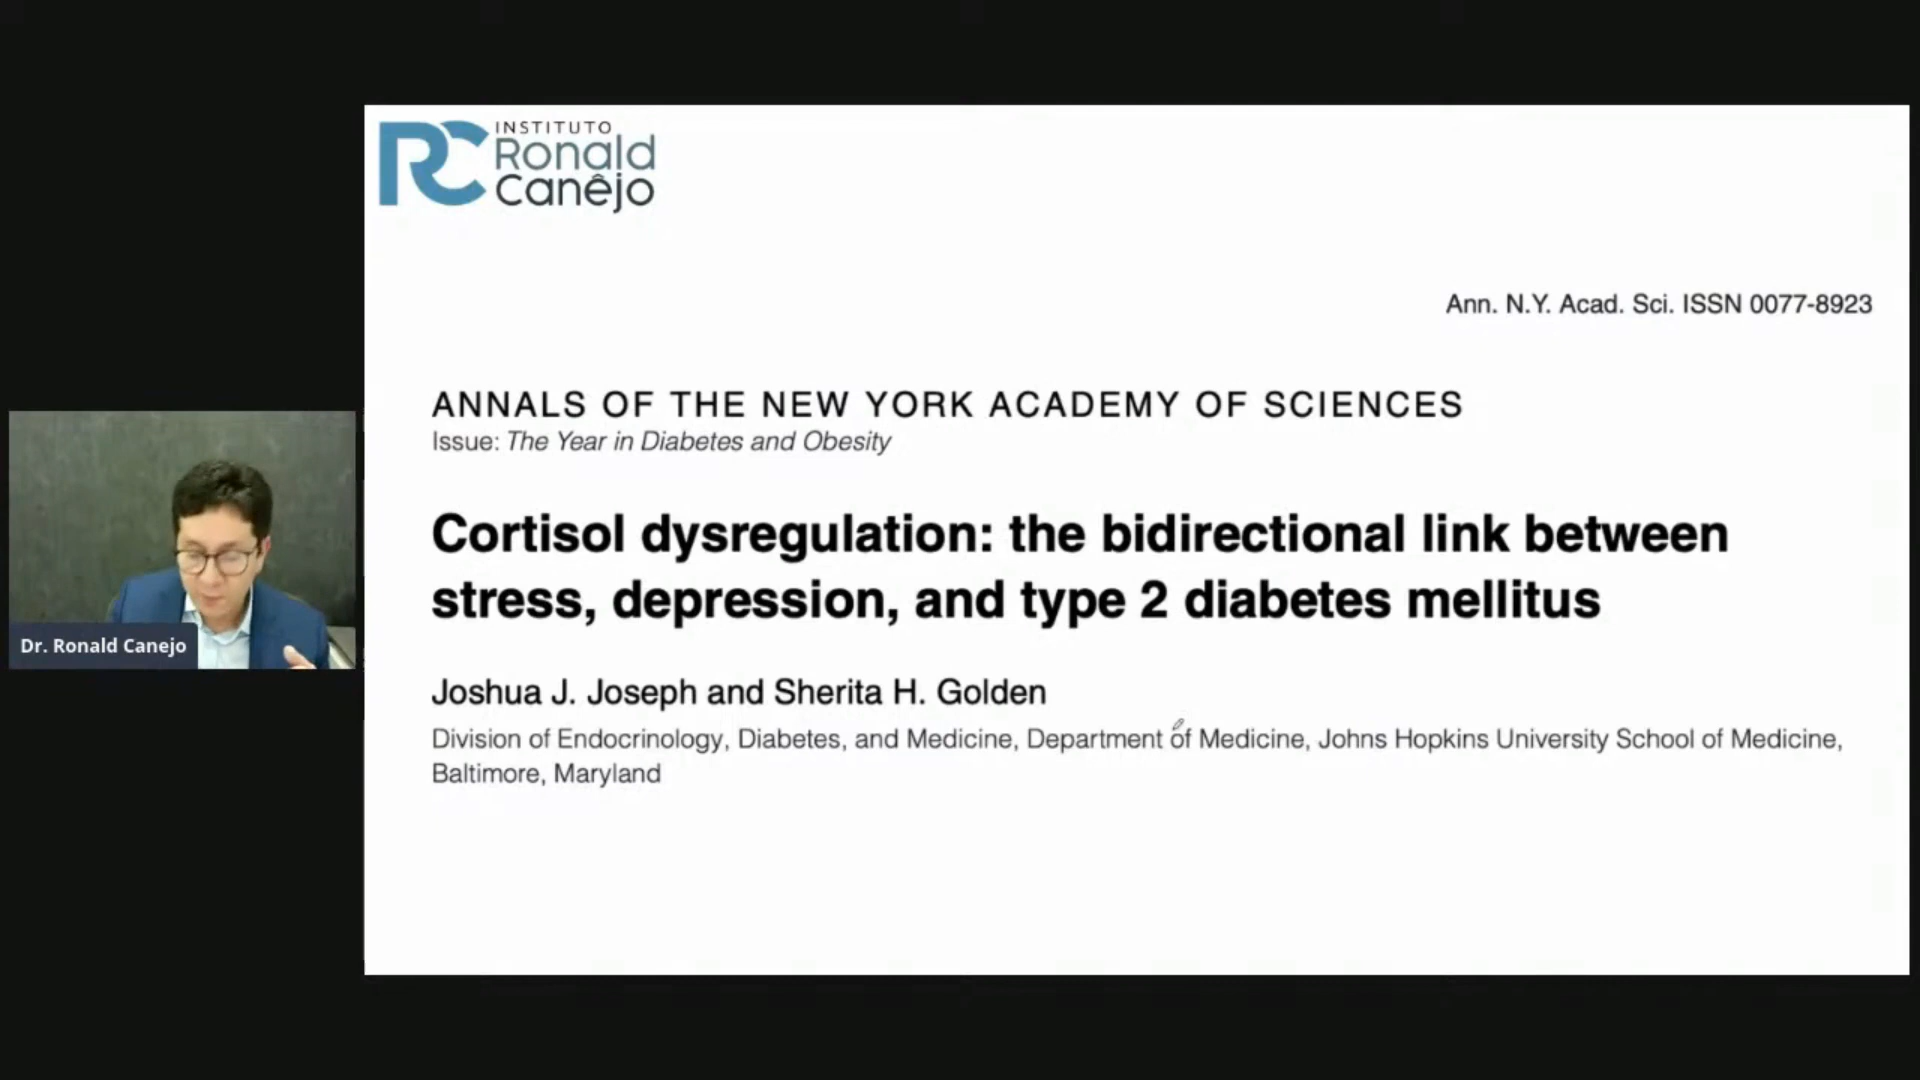 INSTITUTO
Ronald
Canêjo
Ann. N.Y. Acad. Sci. ISSN 0077-8923
ANNALS OF THE NEW YORK ACADEMY OF SCIENCES
Issue: The Year in Diabetes and Obesity
Cortisol dysregulation: the bidirectional link between
stress, depression, and type 2 diabetes mellitus
Joshua J. Joseph and Sherita H. Golden
Division of Endocrinology, Diabetes, and Medicine, Department of Medicine, Johns Hopkins University School of Medicine,
Baltimore, Maryland
Dr. Ronald Canejo